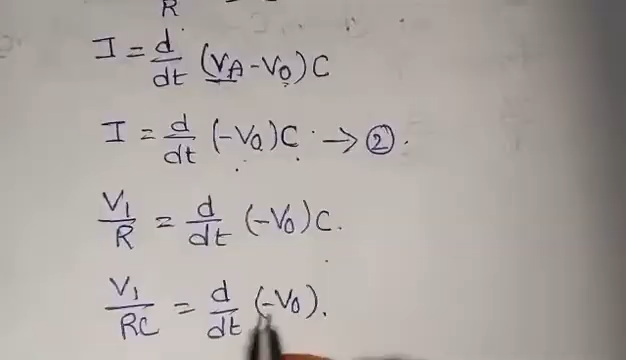 R
I = d/dt (VA - V0) C
I = d/dt (-V0) C → ②.
V1/R = d/dt (-V0) C.
V1/RC = d/dt (-V0).